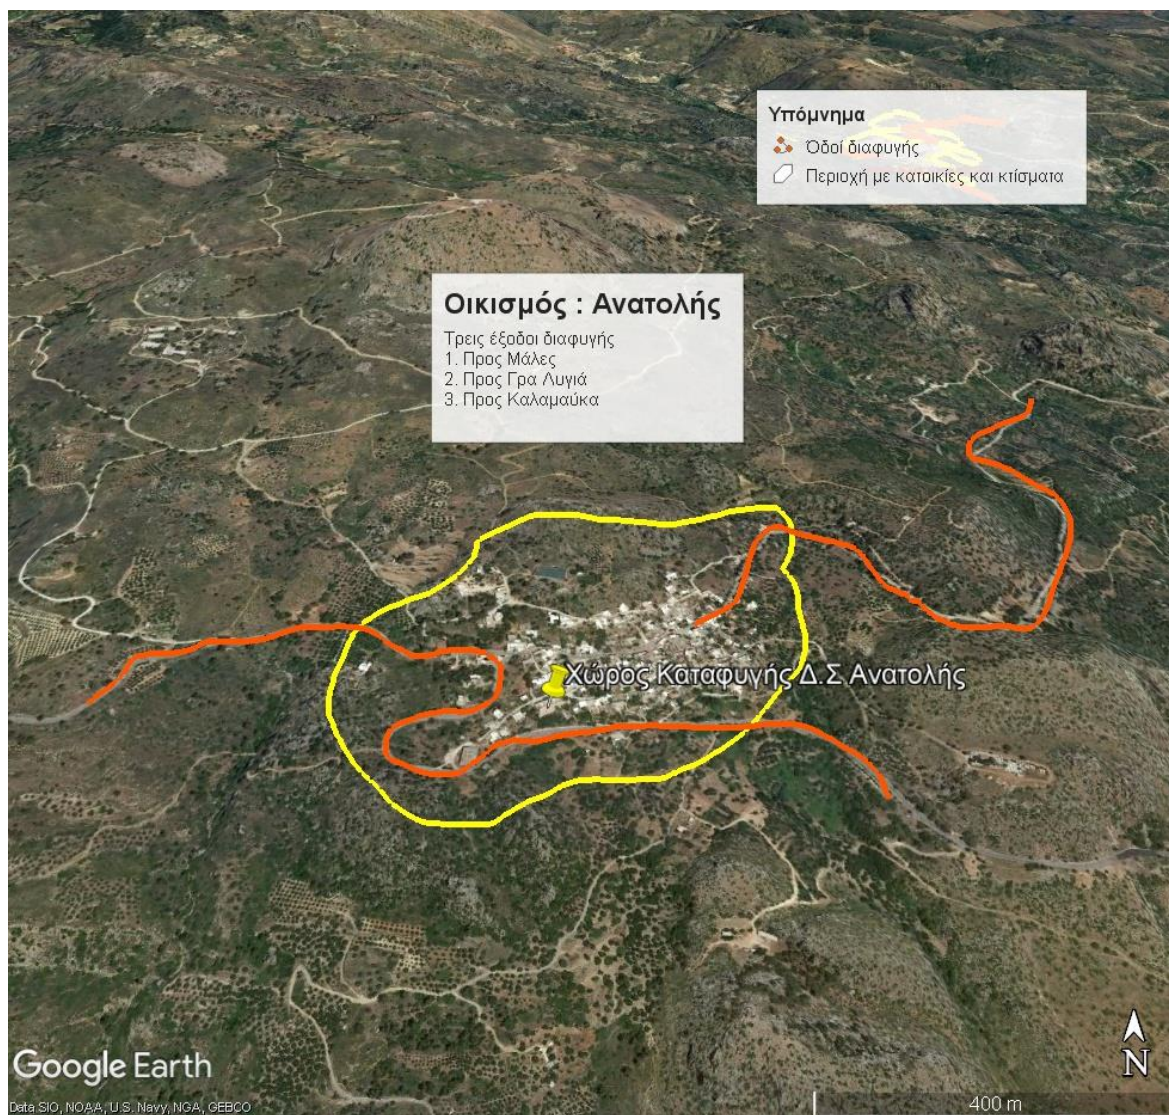 Υπόμνημα
Όδοί διαφυγής
Περιοχή με κατοικίες και κτίσματα
Οικισμός : Ανατολής
Τρεις έξοδοι διαφυγής
1. Προς Μάλες
2. Προς Γρα Λυγιά
3. Προς Καλαμαύκα
Χώρος Καταφυγής Δ.Σ Ανατολής
Google Earth
N
Data SIO, NOAA, U.S. Navy, NGA, GEBCO
400 m